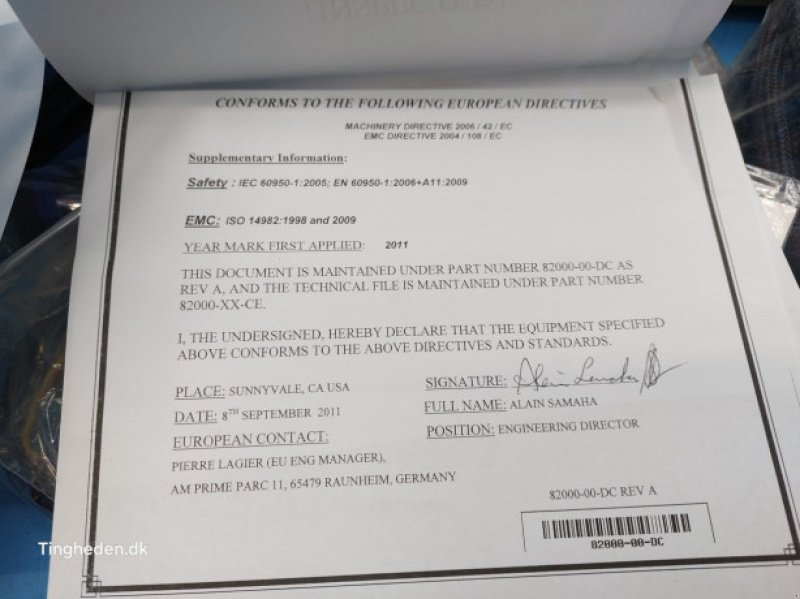 CONFORMS TO THE FOLLOWING EUROPEAN DIRECTIVES
MACHINERY DIRECTIVE 2006 / 42 / EC
EMC DIRECTIVE 2004 / 108 / EC
Supplementary Information:
Safety : IEC 60950-1:2005; EN 60950-1:2006+A11:2009
EMC: ISO 14982:1998 and 2009
YEAR MARK FIRST APPLIED: 2011
THIS DOCUMENT IS MAINTAINED UNDER PART NUMBER 82000-00-DC AS
REV A, AND THE TECHNICAL FILE IS MAINTAINED UNDER PART NUMBER
82000-XX-CE.
I, THE UNDERSIGNED, HEREBY DECLARE THAT THE EQUIPMENT SPECIFIED
ABOVE CONFORMS TO THE ABOVE DIRECTIVES AND STANDARDS.
PLACE: SUNNYVALE, CA USA
DATE: 8TH SEPTEMBER 2011
EUROPEAN CONTACT:
PIERRE LAGIER (EU ENG MANAGER),
AM PRIME PARC 11, 65479 RAUNHEIM, GERMANY
SIGNATURE:
FULL NAME: ALAIN SAMAHA
POSITION: ENGINEERING DIRECTOR
82000-00-DC REV A
82000-00-DC
Tingheden.dk